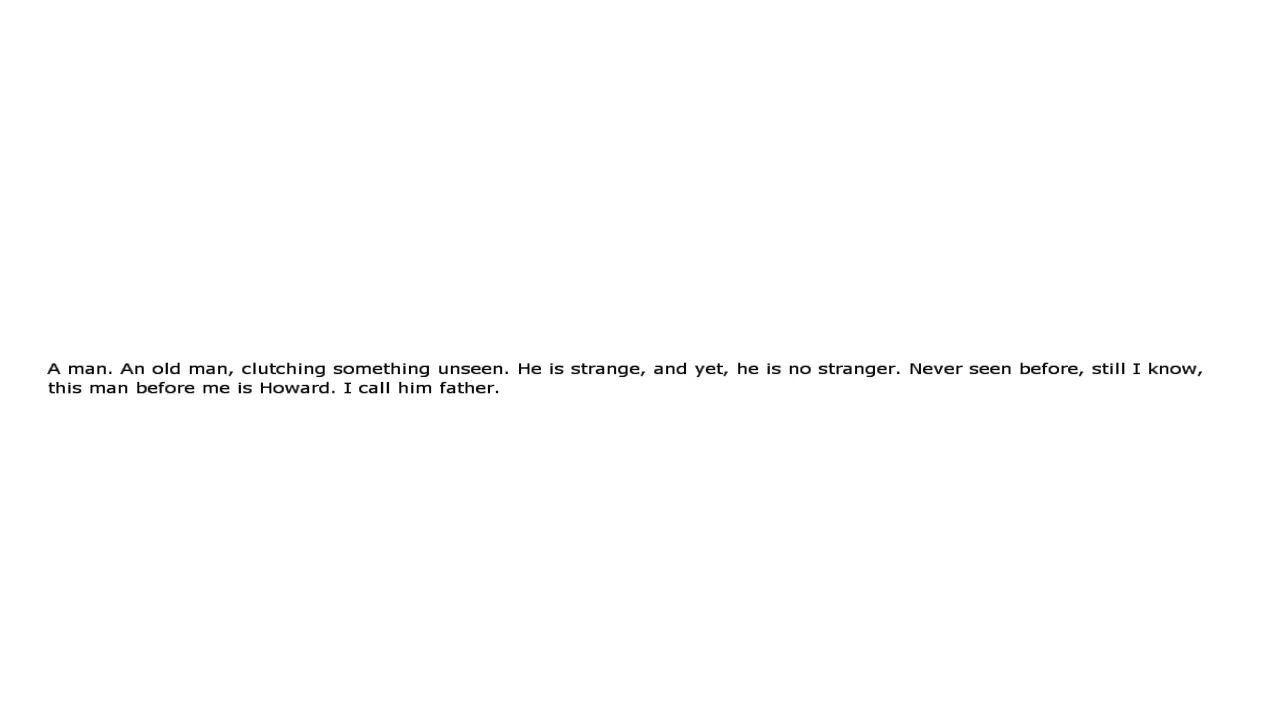 A man. An old man, clutching something unseen. He is strange, and yet, he is no stranger. Never seen before, still I know,
this man before me is Howard. I call him father.